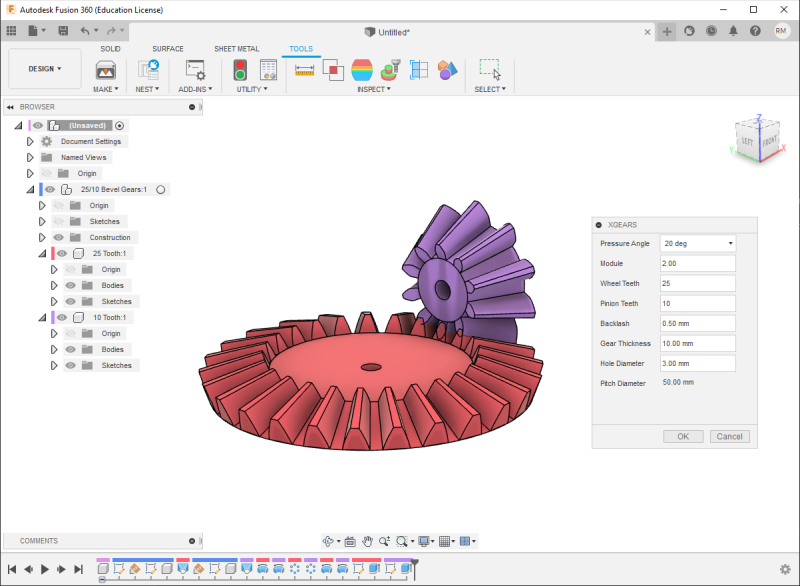 Autodesk Fusion 360 (Education License)
Untitled*
RM
SOLID SURFACE SHEET METAL TOOLS
DESIGN ▾
MAKE ▾ NEST ▾ ADD-INS ▾ UTILITY ▾ INSPECT ▾ SELECT ▾
BROWSER
(Unsaved)
Document Settings
Named Views
Origin
25/10 Bevel Gears:1
Origin
Sketches
Construction
25 Tooth:1
Origin
Bodies
Sketches
10 Tooth:1
Origin
Bodies
Sketches
Z
LEFT FRONT
Y X
XGEARS
Pressure Angle 20 deg
Module 2.00
Wheel Teeth 25
Pinion Teeth 10
Backlash 0.50 mm
Gear Thickness 10.00 mm
Hole Diameter 3.00 mm
Pitch Diameter 50.00 mm
OK Cancel
COMMENTS